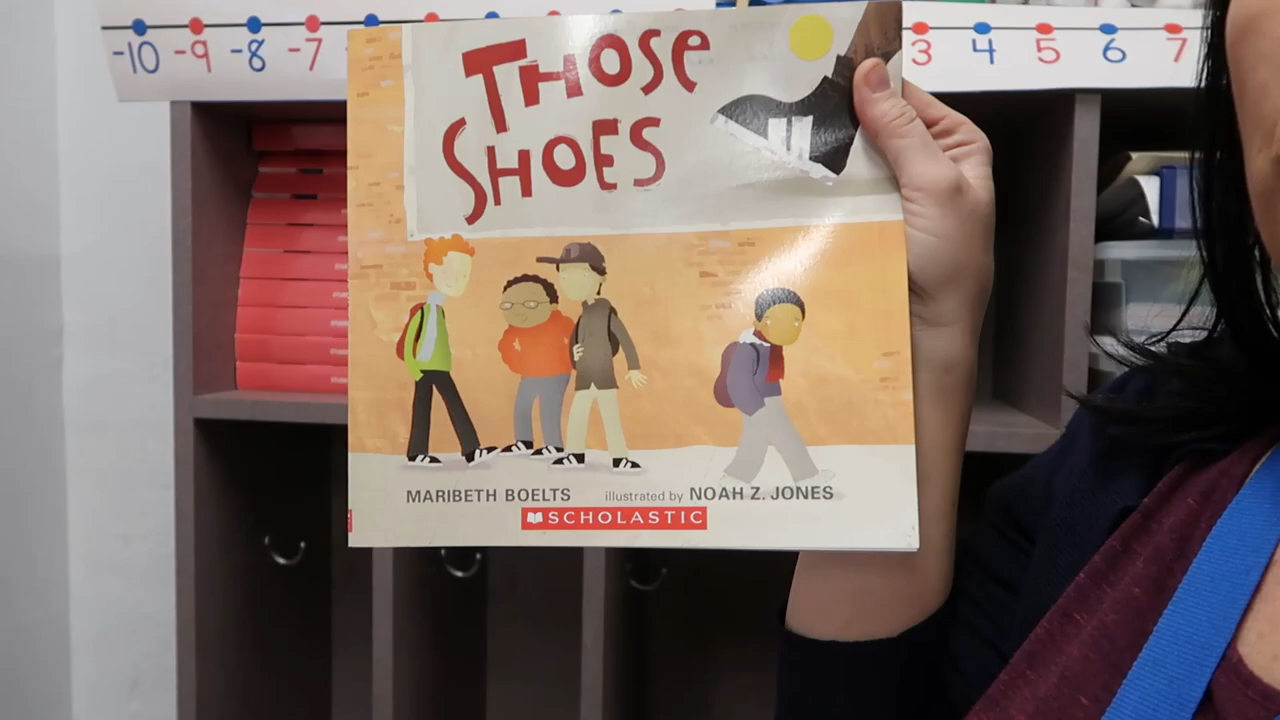 -10 -9 -8 -7
3 4 5 6 7
THOSE
SHOES
MARIBETH BOELTS illustrated by NOAH Z. JONES
SCHOLASTIC